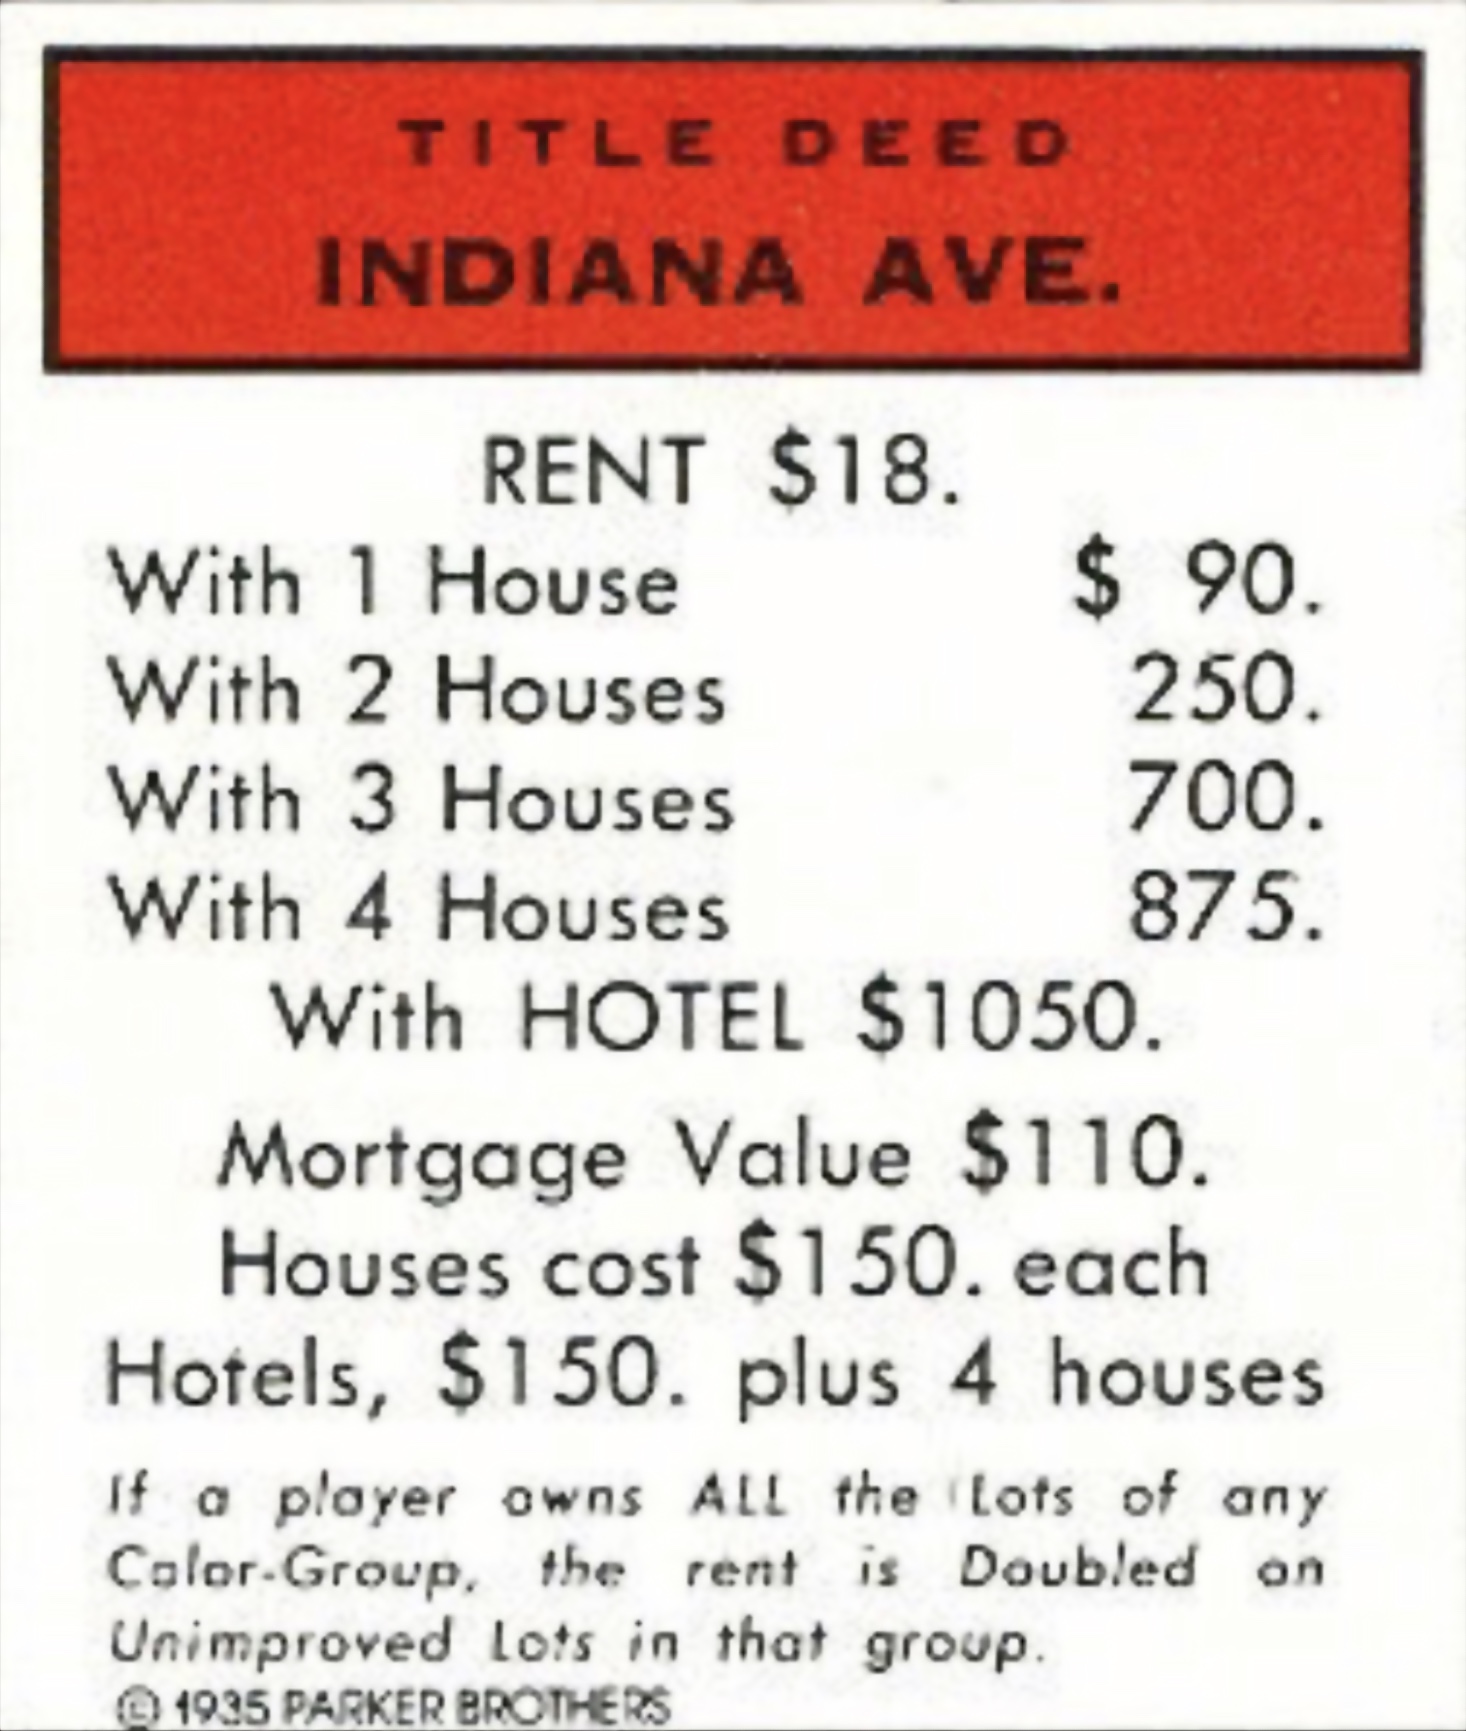 TITLE DEED
INDIANA AVE.
RENT $18.
With 1 House $ 90.
With 2 Houses 250.
With 3 Houses 700.
With 4 Houses 875.
With HOTEL $1050.
Mortgage Value $110.
Houses cost $150. each
Hotels, $150. plus 4 houses
If a player owns ALL the Lots of any
Color-Group, the rent is Doubled on
Unimproved Lots in that group.
© 1935 PARKER BROTHERS